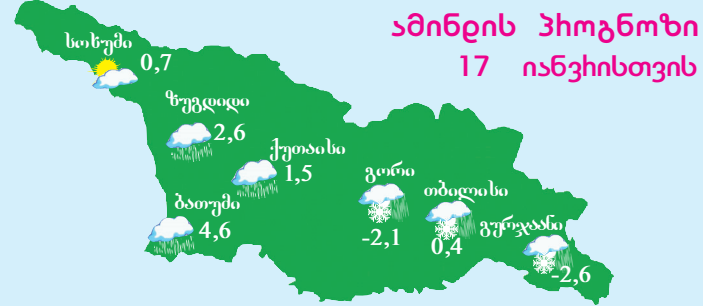 ამინდის პროგნოზი
17 იანვრისთვის
სოხუმი
0,7
ზუგდიდი
2,6
ქუთაისი
1,5
გორი
-2,1
თბილისი
0,4
ბათუმი
4,6
გურჯაანი
-2,6